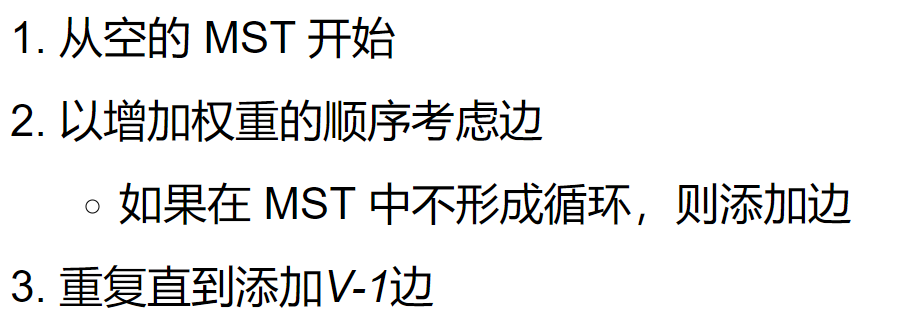 1. 从空的 MST 开始
2. 以增加权重的顺序考虑边
○ 如果在 MST 中不形成循环，则添加边
3. 重复直到添加V-1边